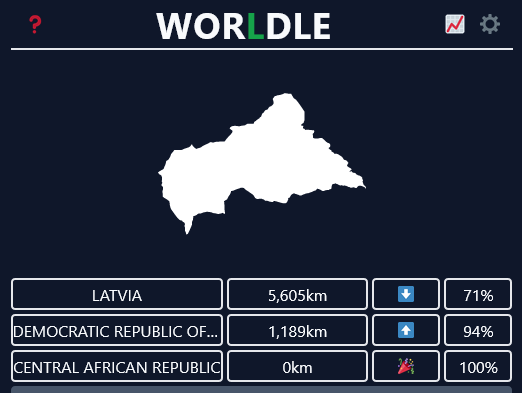 ?
WORLDLE
LATVIA 5,605km 71%
DEMOCRATIC REPUBLIC OF... 1,189km 94%
CENTRAL AFRICAN REPUBLIC 0km 100%